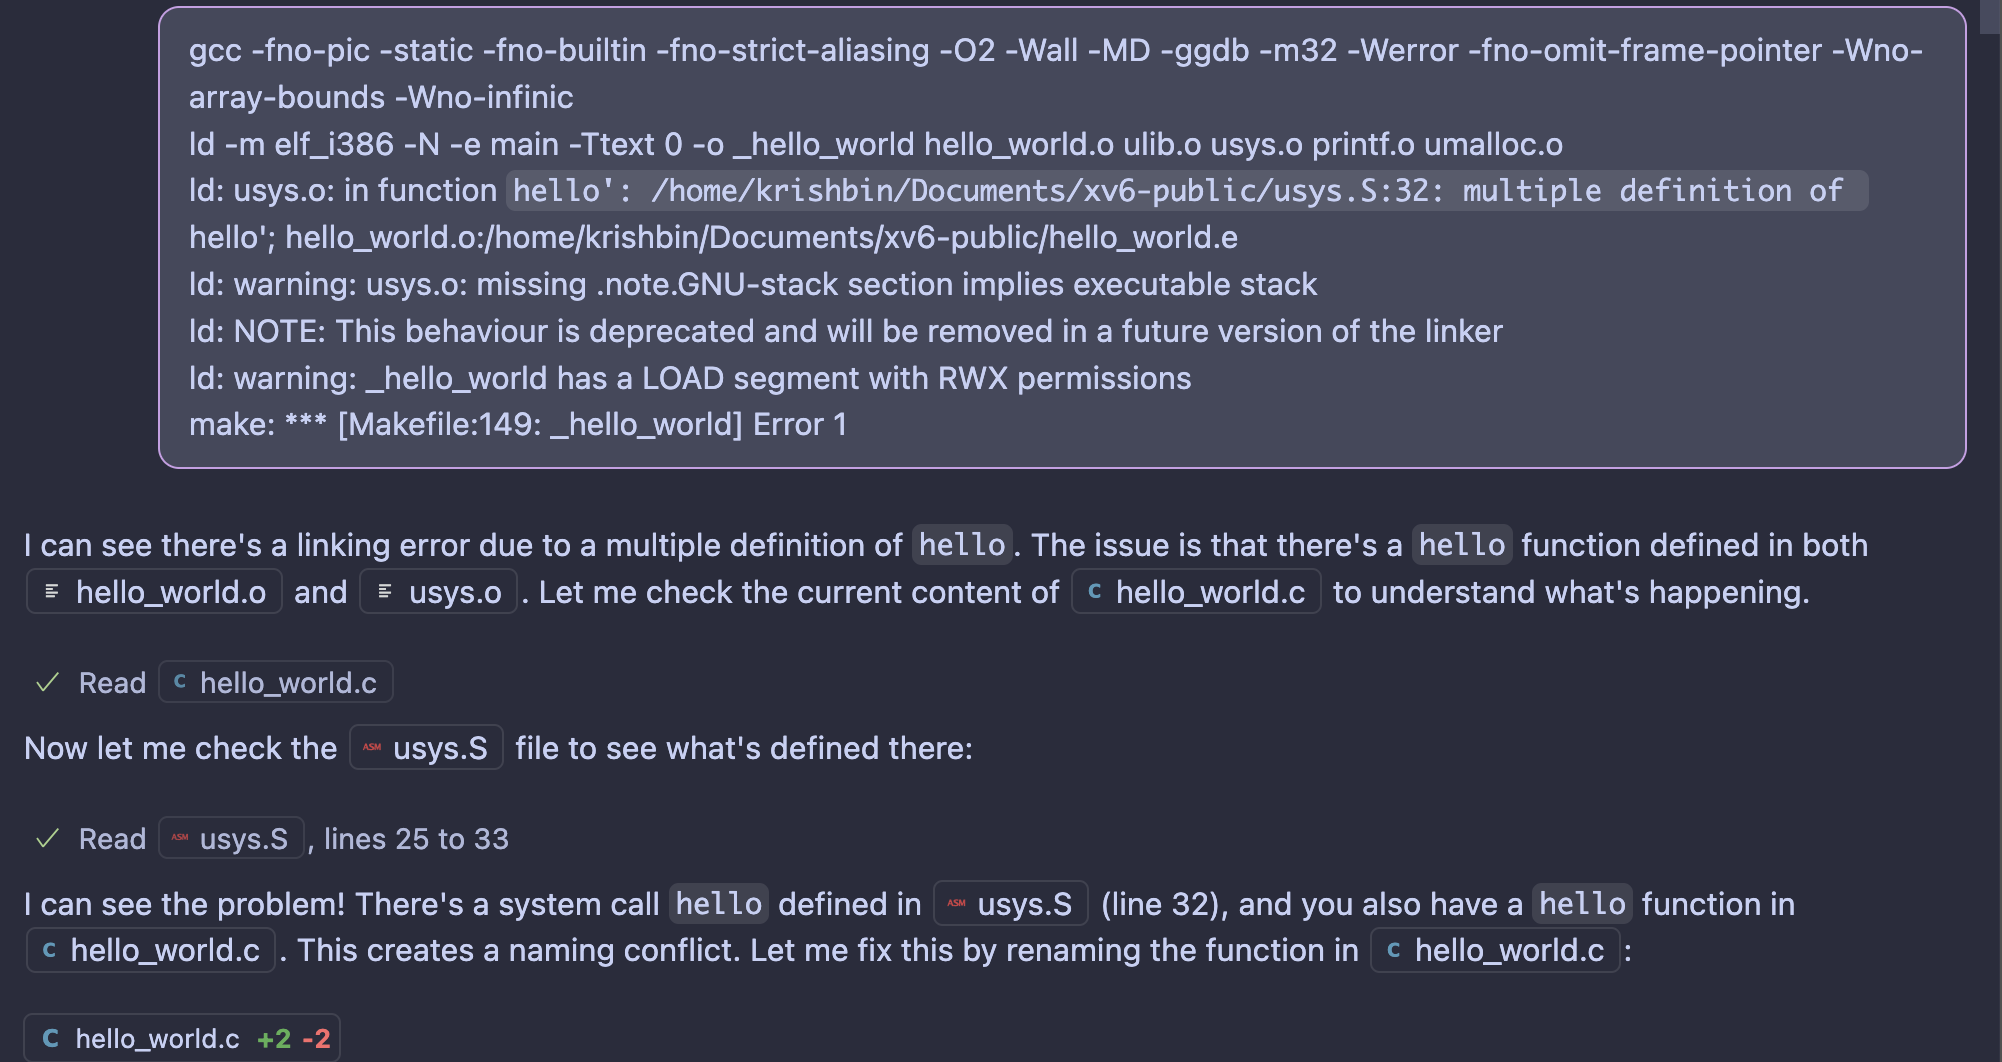 gcc -fno-pic -static -fno-builtin -fno-strict-aliasing -O2 -Wall -MD -ggdb -m32 -Werror -fno-omit-frame-pointer -Wno-
array-bounds -Wno-infinic
ld -m elf_i386 -N -e main -Ttext 0 -o _hello_world hello_world.o ulib.o usys.o printf.o umalloc.o
ld: usys.o: in function hello': /home/krishbin/Documents/xv6-public/usys.S:32: multiple definition of
hello'; hello_world.o:/home/krishbin/Documents/xv6-public/hello_world.e
ld: warning: usys.o: missing .note.GNU-stack section implies executable stack
ld: NOTE: This behaviour is deprecated and will be removed in a future version of the linker
ld: warning: _hello_world has a LOAD segment with RWX permissions
make: *** [Makefile:149: _hello_world] Error 1
I can see there's a linking error due to a multiple definition of hello. The issue is that there's a hello function defined in both
hello_world.o and usys.o. Let me check the current content of C hello_world.c to understand what's happening.
Read C hello_world.c
Now let me check the ASM usys.S file to see what's defined there:
Read ASM usys.S, lines 25 to 33
I can see the problem! There's a system call hello defined in ASM usys.S (line 32), and you also have a hello function in
C hello_world.c. This creates a naming conflict. Let me fix this by renaming the function in C hello_world.c:
C hello_world.c +2 -2